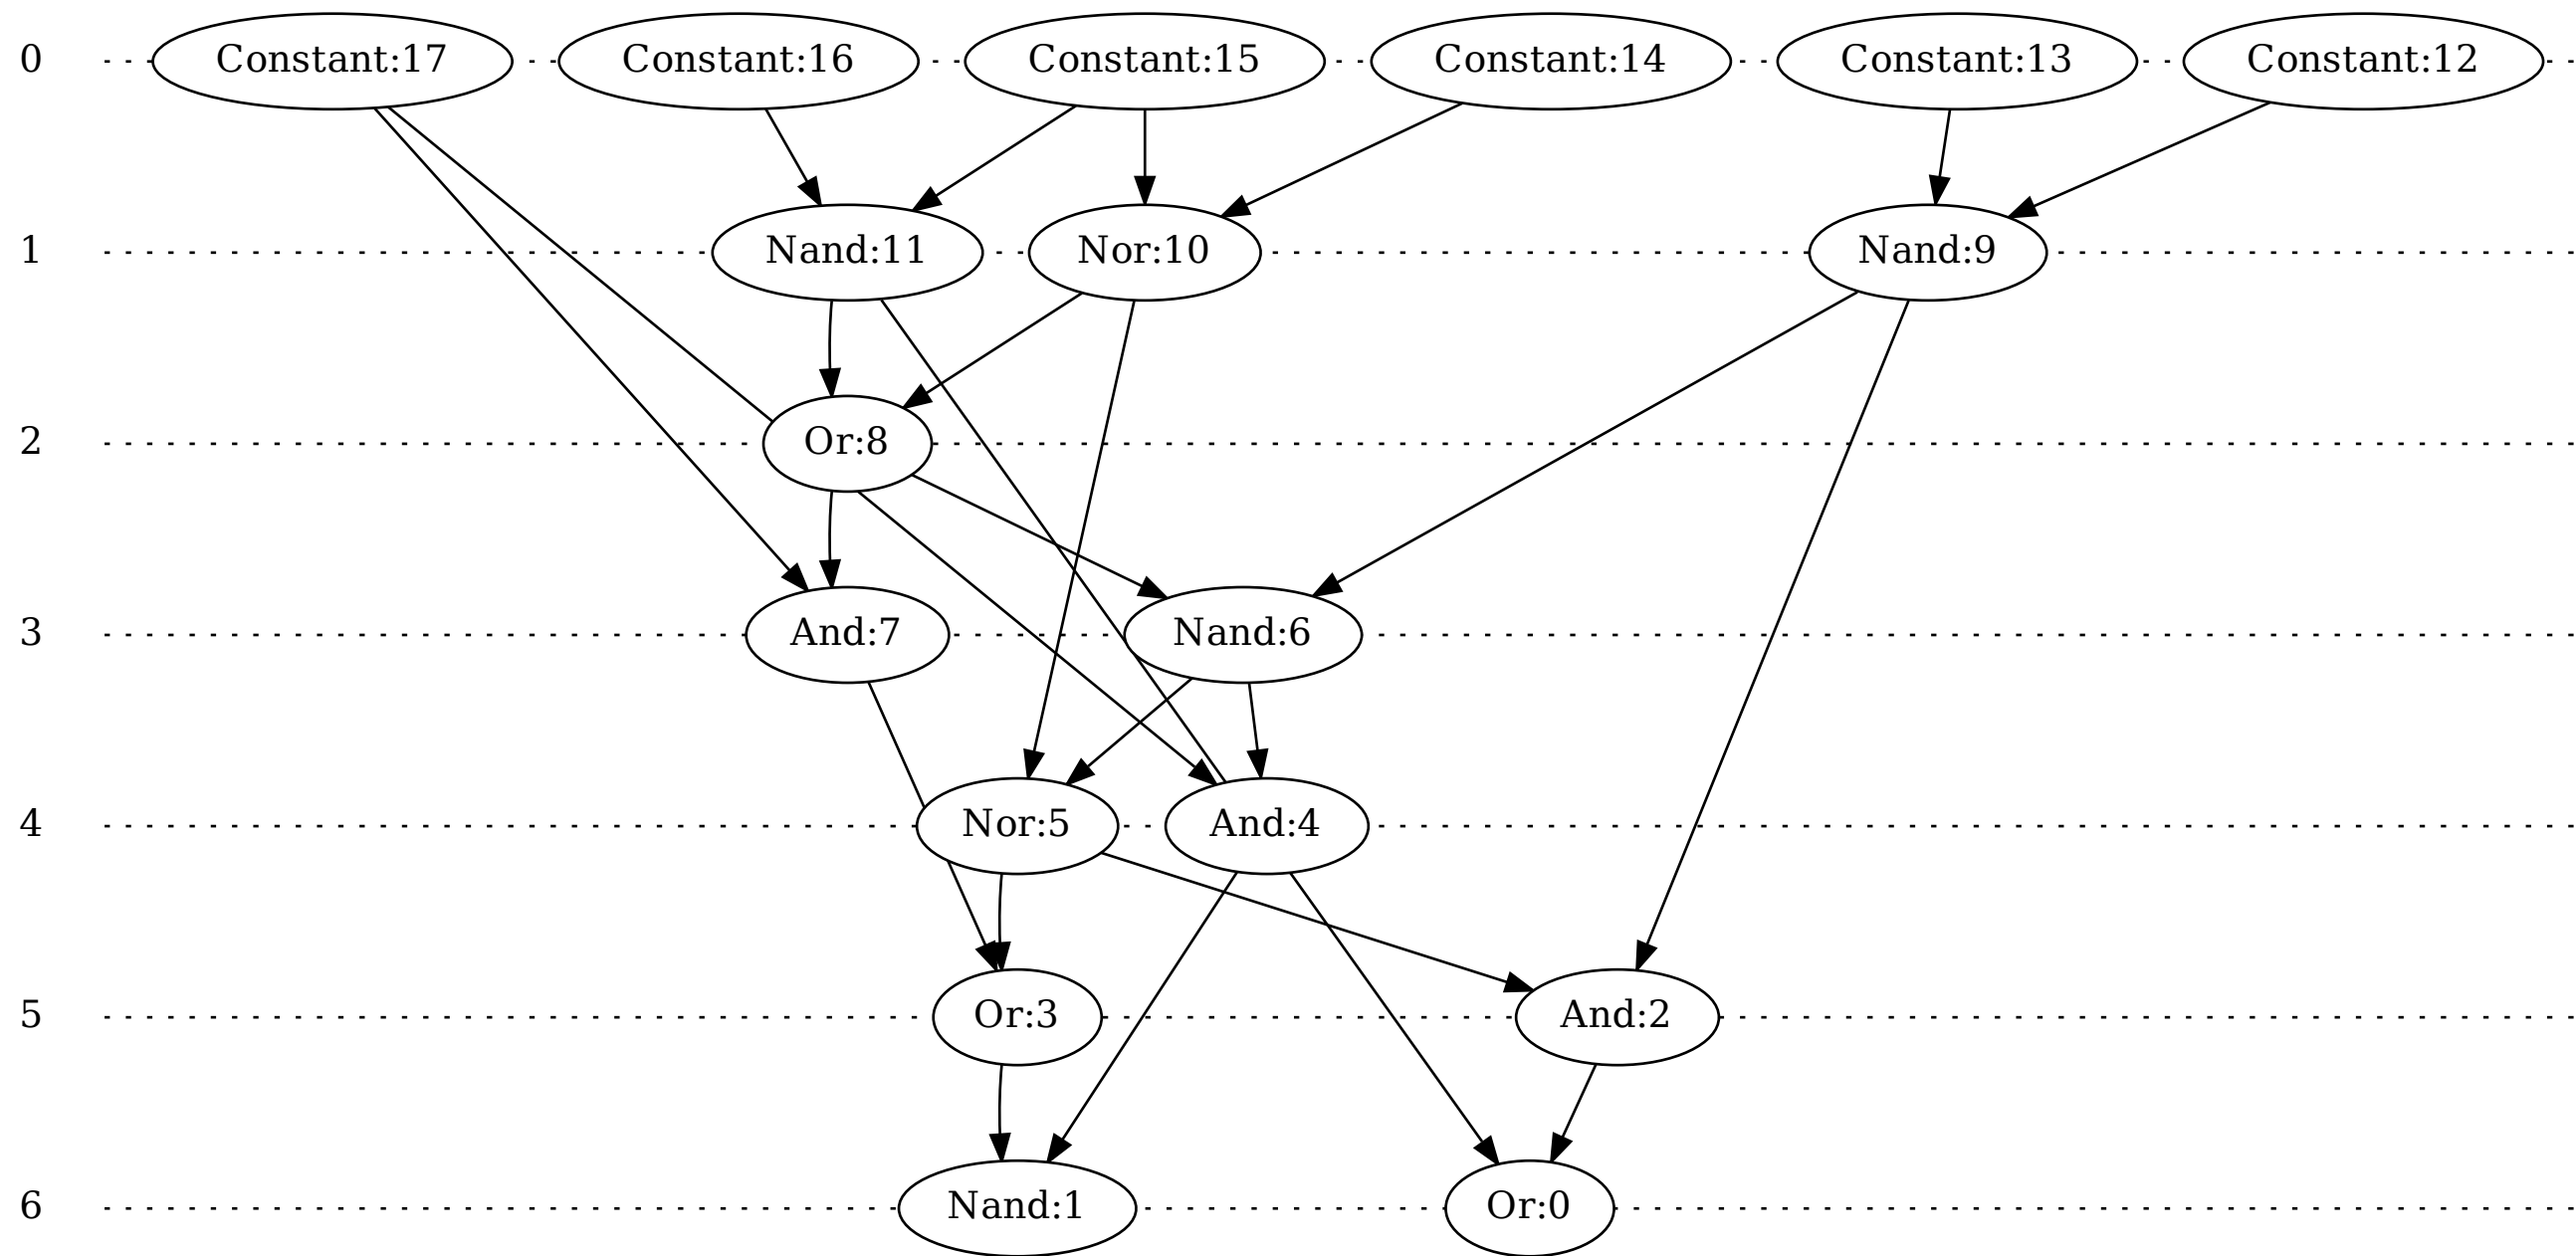 0 Constant:17 Constant:16 Constant:15 Constant:14 Constant:13 Constant:12
1 Nand:11 Nor:10 Nand:9
2 Or:8
3 And:7 Nand:6
4 Nor:5 And:4
5 Or:3 And:2
6 Nand:1 Or:0